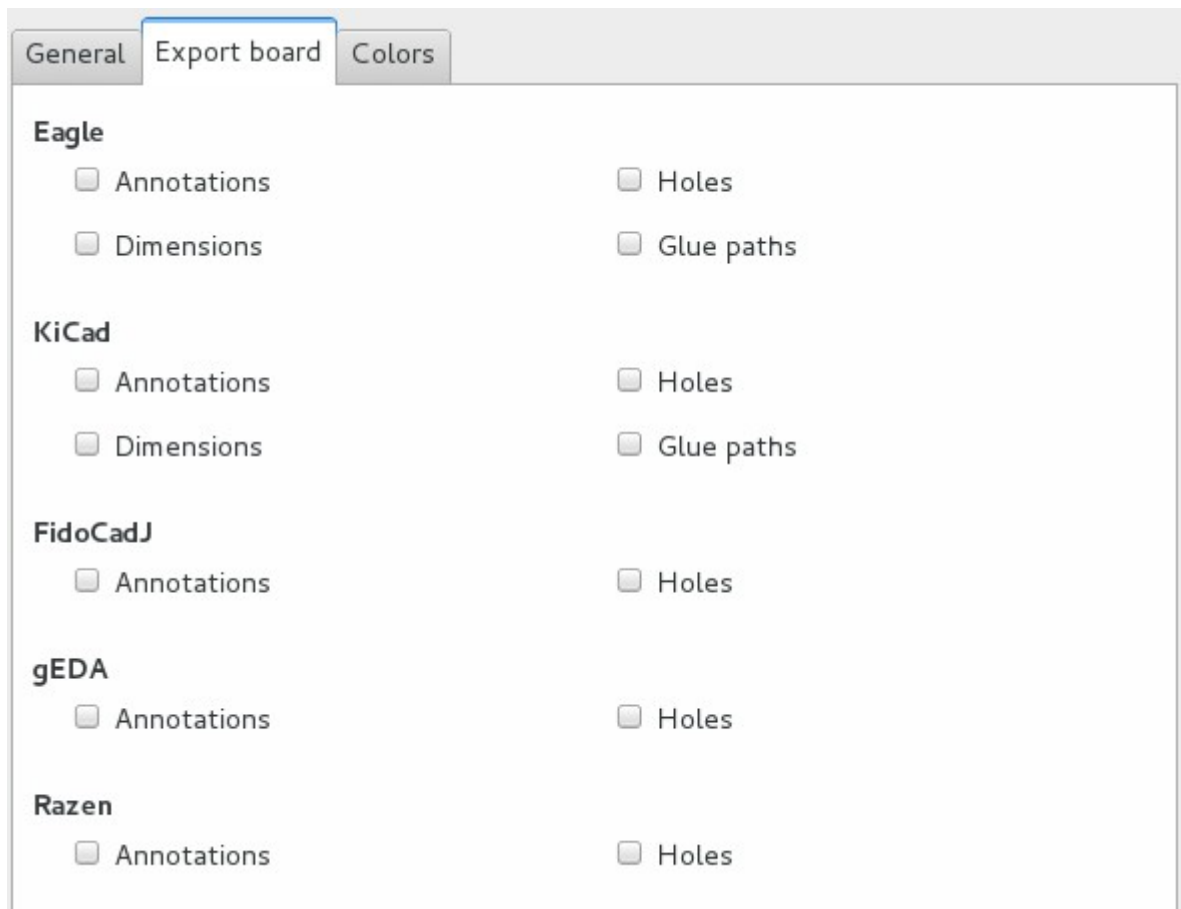 General Export board Colors
Eagle
Annotations Holes
Dimensions Glue paths
KiCad
Annotations Holes
Dimensions Glue paths
FidoCadJ
Annotations Holes
gEDA
Annotations Holes
Razen
Annotations Holes